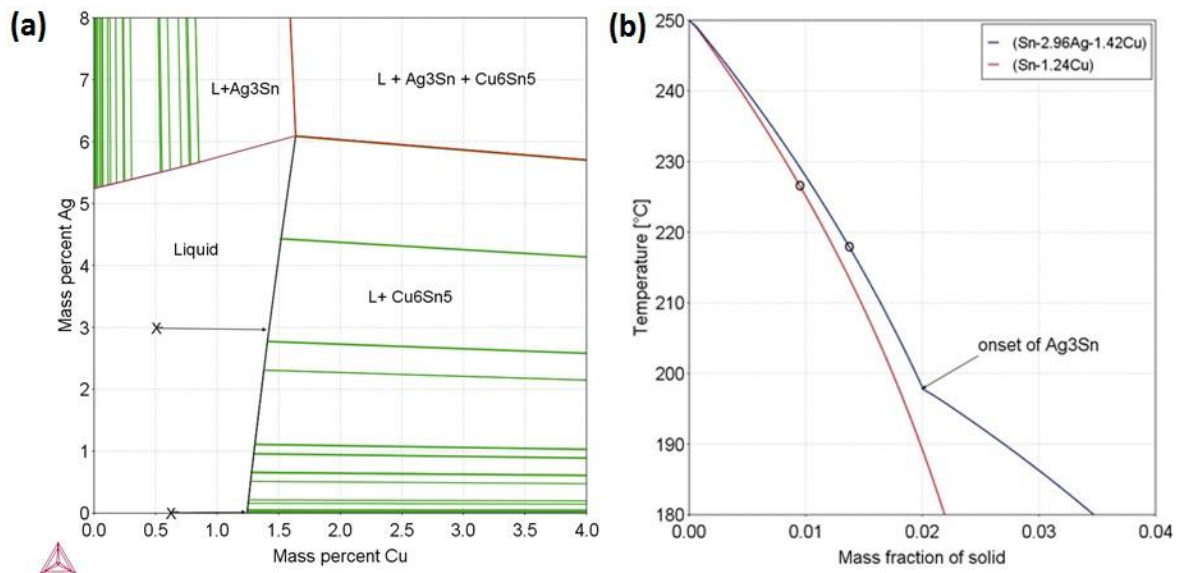 (a)
8
7
6
5
4
3
2
1
0
Mass percent Ag
L+Ag3Sn
L + Ag3Sn + Cu6Sn5
Liquid
L+ Cu6Sn5
X
X
0.0 0.5 1.0 1.5 2.0 2.5 3.0 3.5 4.0
Mass percent Cu
(b)
250
240
230
220
210
200
190
180
Temperature [°C]
(Sn-2.96Ag-1.42Cu)
(Sn-1.24Cu)
onset of Ag3Sn
0.00 0.01 0.02 0.03 0.04
Mass fraction of solid